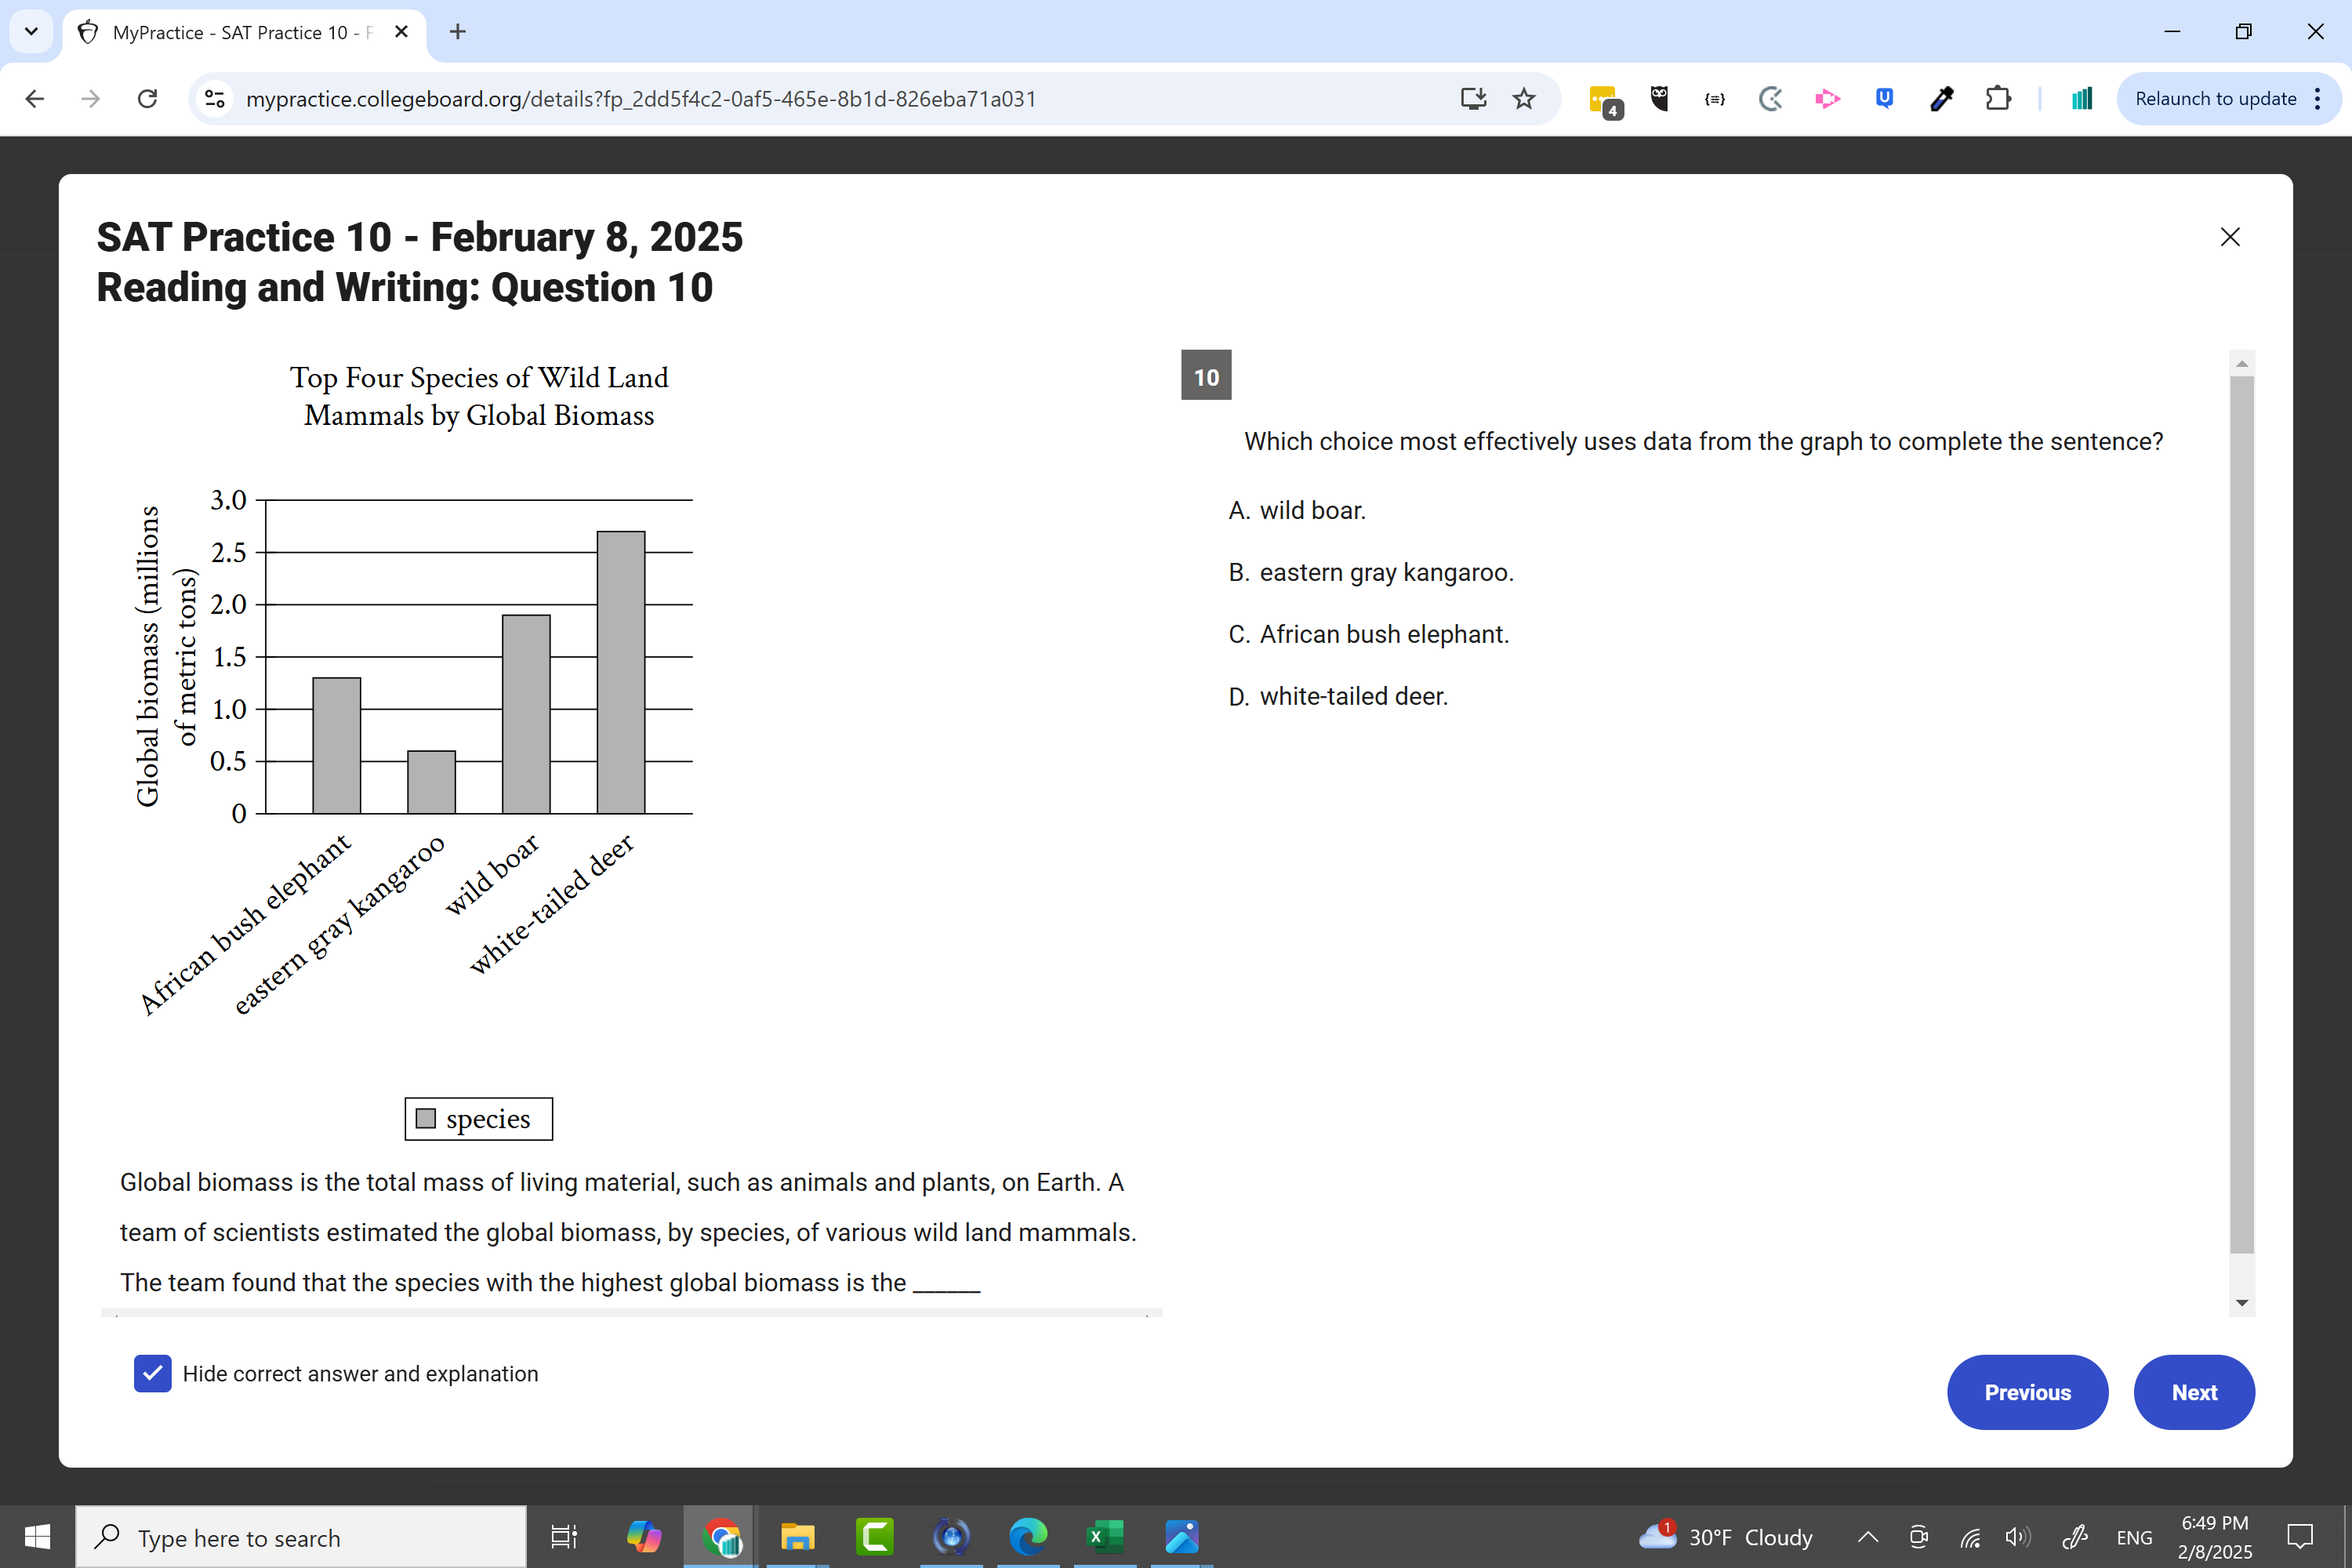 MyPractice - SAT Practice 10 - F
mypractice.collegeboard.org/details?fp_2dd5f4c2-0af5-465e-8b1d-826eba71a031
4
Relaunch to update
SAT Practice 10 - February 8, 2025
Reading and Writing: Question 10
Top Four Species of Wild Land
Mammals by Global Biomass
Global biomass (millions
of metric tons)
3.0
2.5
2.0
1.5
1.0
0.5
0
African bush elephant
eastern gray kangaroo
wild boar
white-tailed deer
species
Global biomass is the total mass of living material, such as animals and plants, on Earth. A
team of scientists estimated the global biomass, by species, of various wild land mammals.
The team found that the species with the highest global biomass is the ______
10
Which choice most effectively uses data from the graph to complete the sentence?
A. wild boar.
B. eastern gray kangaroo.
C. African bush elephant.
D. white-tailed deer.
Hide correct answer and explanation
Previous
Next
Type here to search
1
30°F Cloudy
ENG
6:49 PM
2/8/2025